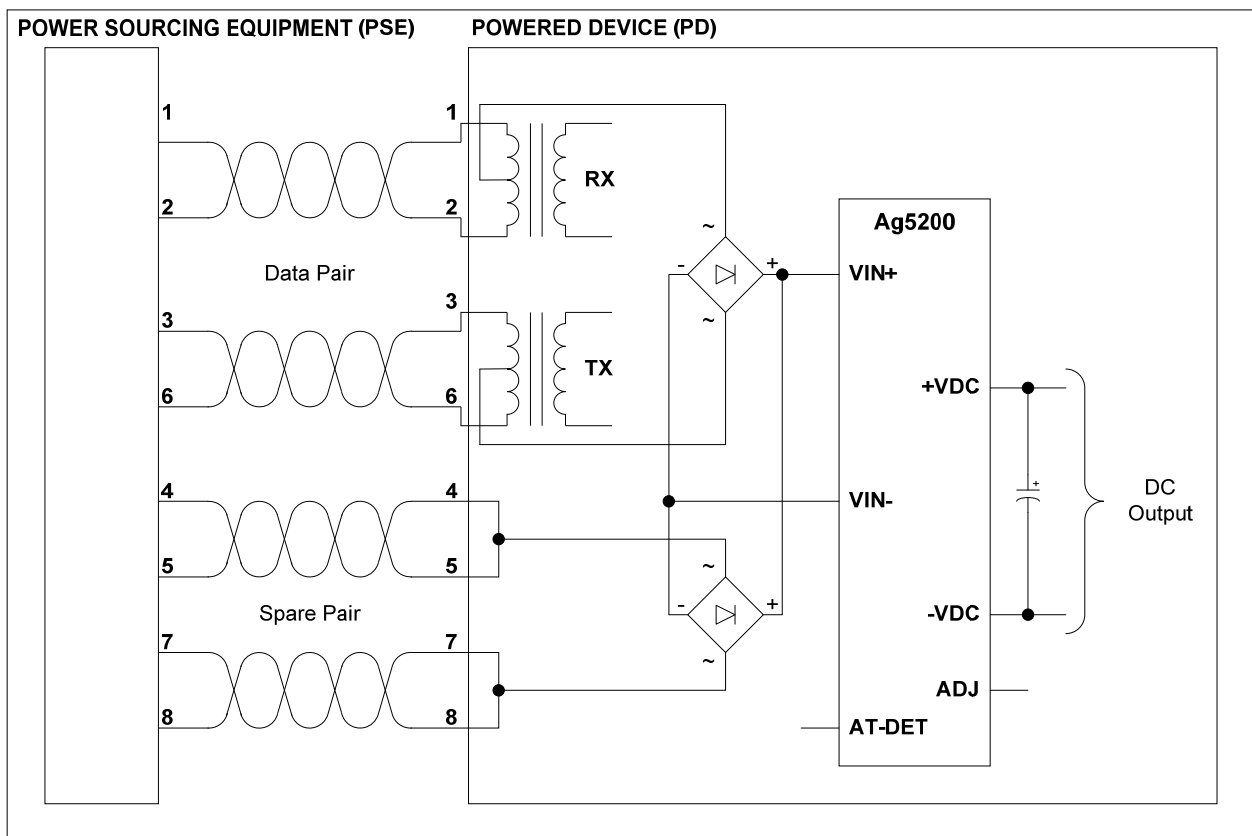 POWER SOURCING EQUIPMENT (PSE)
POWERED DEVICE (PD)
1
1
2
2
RX
Data Pair
3
3
6
6
TX
4
4
5
5
Spare Pair
7
7
8
8
~
-
+
~
~
-
+
~
Ag5200
VIN+
+VDC
VIN-
-VDC
ADJ
AT-DET
+
DC
Output